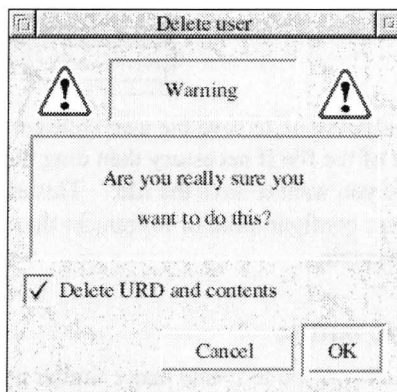 Delete user
Warning
Are you really sure you
want to do this?
Delete URD and contents
Cancel
OK